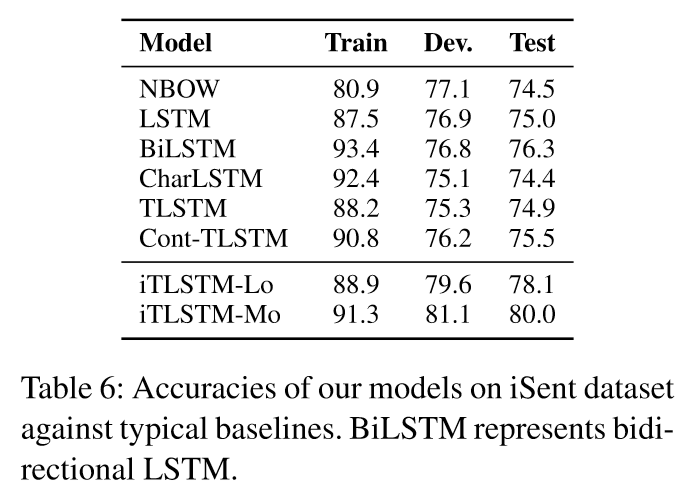 Model Train Dev. Test
NBOW 80.9 77.1 74.5
LSTM 87.5 76.9 75.0
BiLSTM 93.4 76.8 76.3
CharLSTM 92.4 75.1 74.4
TLSTM 88.2 75.3 74.9
Cont-TLSTM 90.8 76.2 75.5
iTLSTM-Lo 88.9 79.6 78.1
iTLSTM-Mo 91.3 81.1 80.0
Table 6: Accuracies of our models on iSent dataset
against typical baselines. BiLSTM represents bidi-
rectional LSTM.